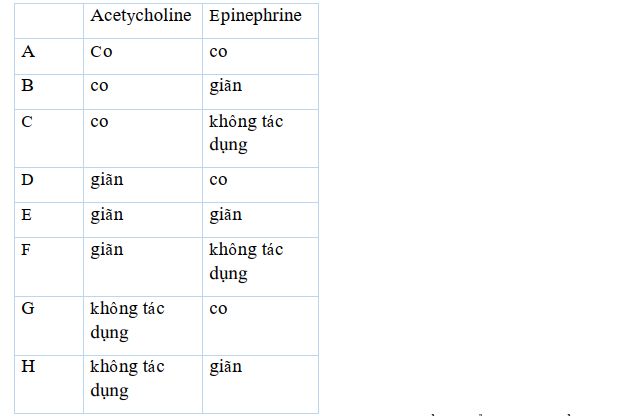 Acetycholine Epinephrine
A Co co
B co giãn
C co không tác
dụng
D giãn co
E giãn giãn
F giãn không tác
dụng
G không tác co
dụng
H không tác giãn
dụng